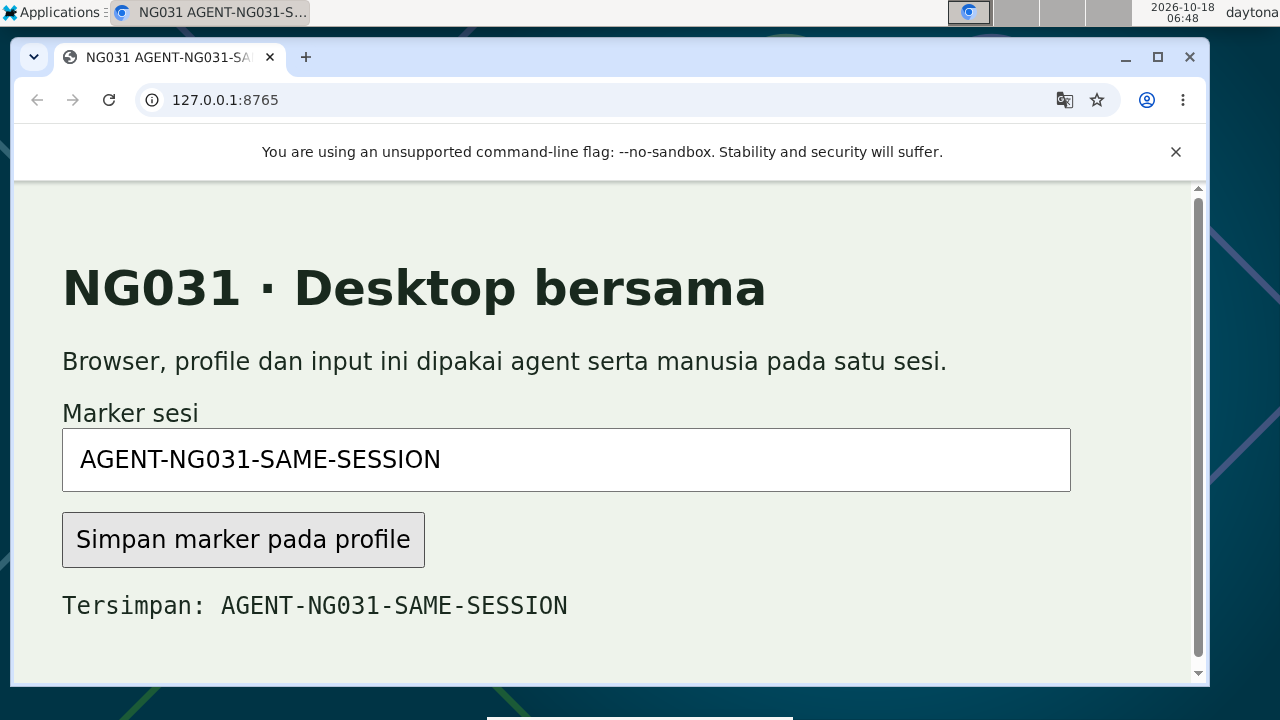 Applications
NG031 AGENT-NG031-S...
2026-10-18
06:48
daytona
NG031 AGENT-NG031-SA
127.0.0.1:8765
You are using an unsupported command-line flag: --no-sandbox. Stability and security will suffer.
NG031 · Desktop bersama
Browser, profile dan input ini dipakai agent serta manusia pada satu sesi.
Marker sesi
AGENT-NG031-SAME-SESSION
Simpan marker pada profile
Tersimpan: AGENT-NG031-SAME-SESSION